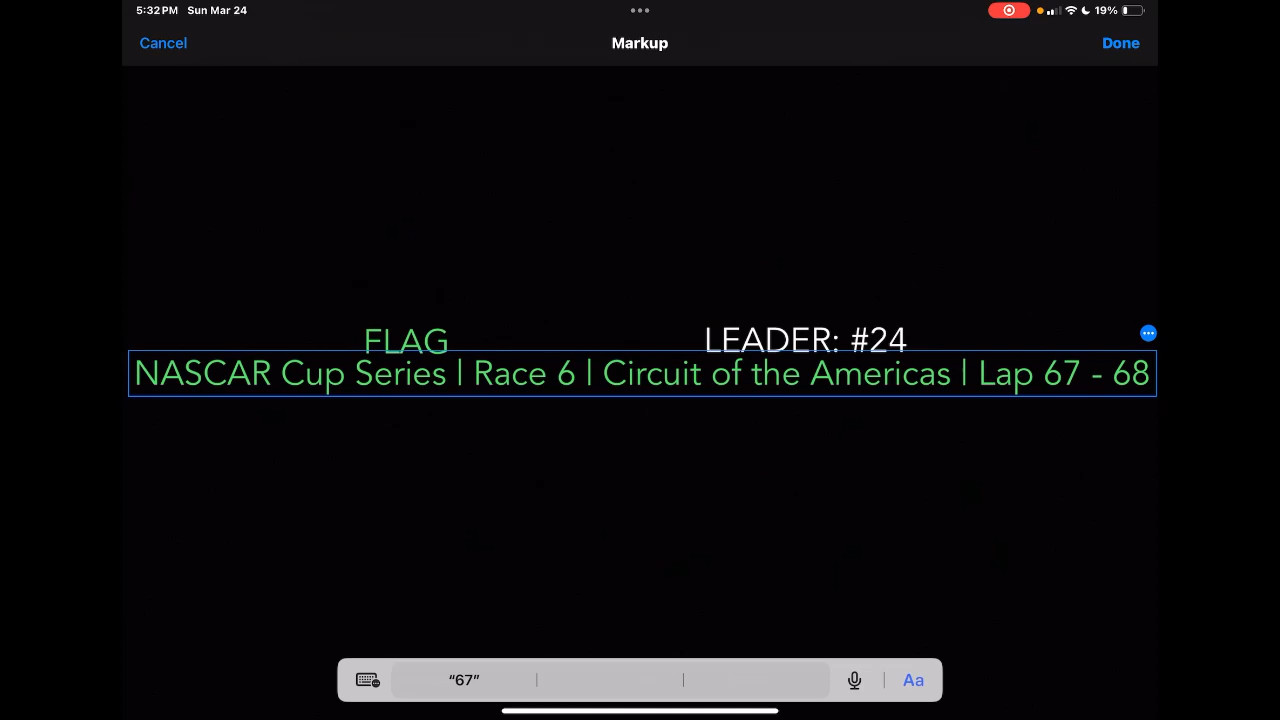 5:32 PM Sun Mar 24
19%
Cancel
Markup
Done
FLAG
LEADER: #24
NASCAR Cup Series | Race 6 | Circuit of the Americas | Lap 67 - 68
“67”
Aa